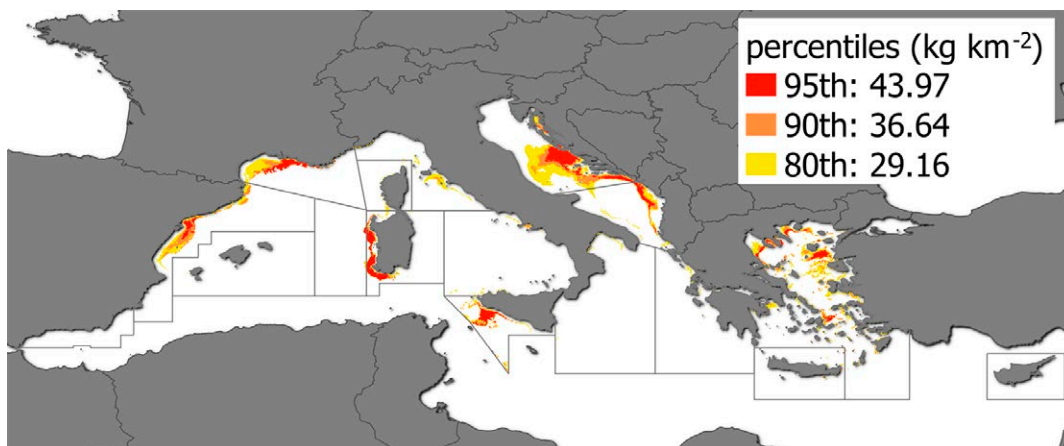 percentiles (kg km⁻²)
95th: 43.97
90th: 36.64
80th: 29.16